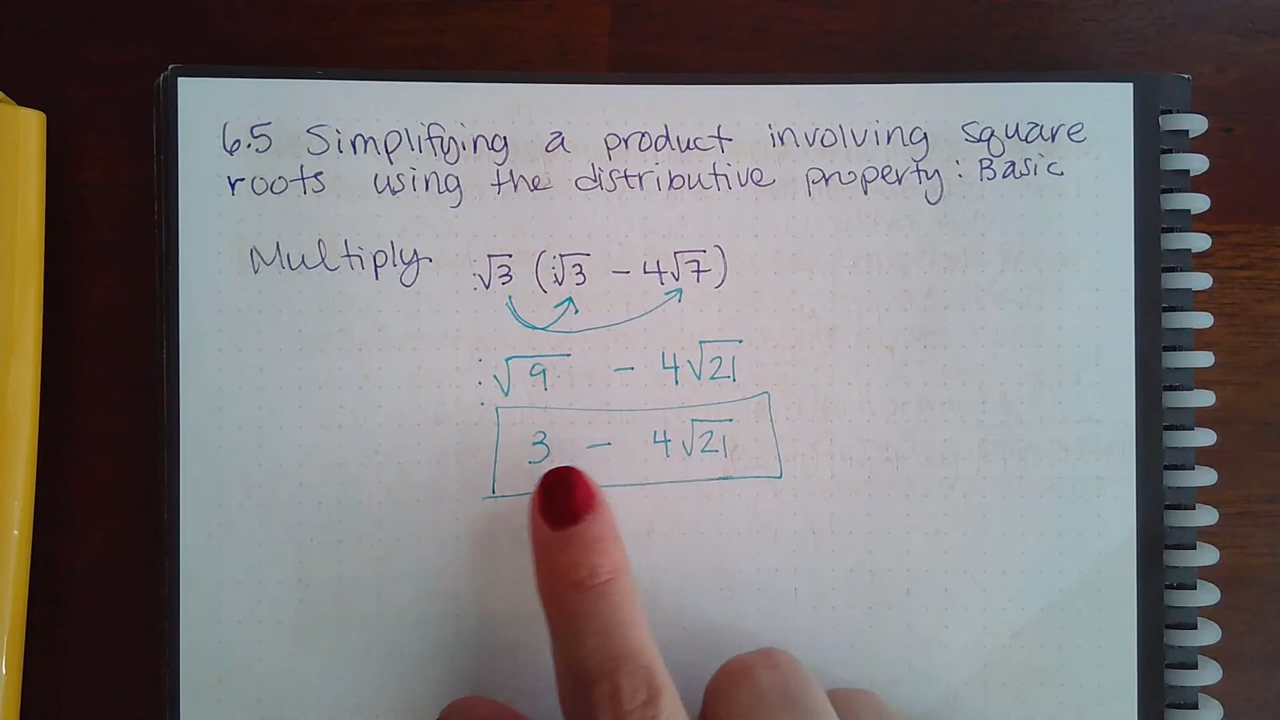 6.5 Simplifying a product involving square
roots using the distributive property: Basic
Multiply √3 (√3 − 4√7)
√9 − 4√21
3 − 4√21